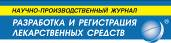 НАУЧНО-ПРОИЗВОДСТВЕННЫЙ ЖУРНАЛ
РАЗРАБОТКА И РЕГИСТРАЦИЯ
ЛЕКАРСТВЕННЫХ СРЕДСТВ